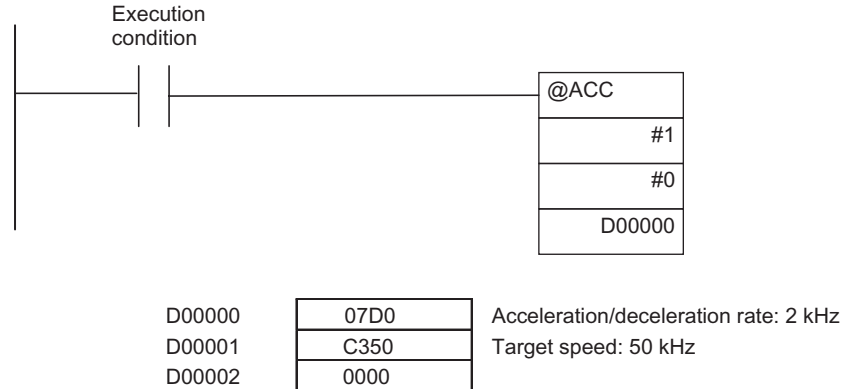 Execution
condition
@ACC
#1
#0
D00000
D00000 07D0 Acceleration/deceleration rate: 2 kHz
D00001 C350 Target speed: 50 kHz
D00002 0000